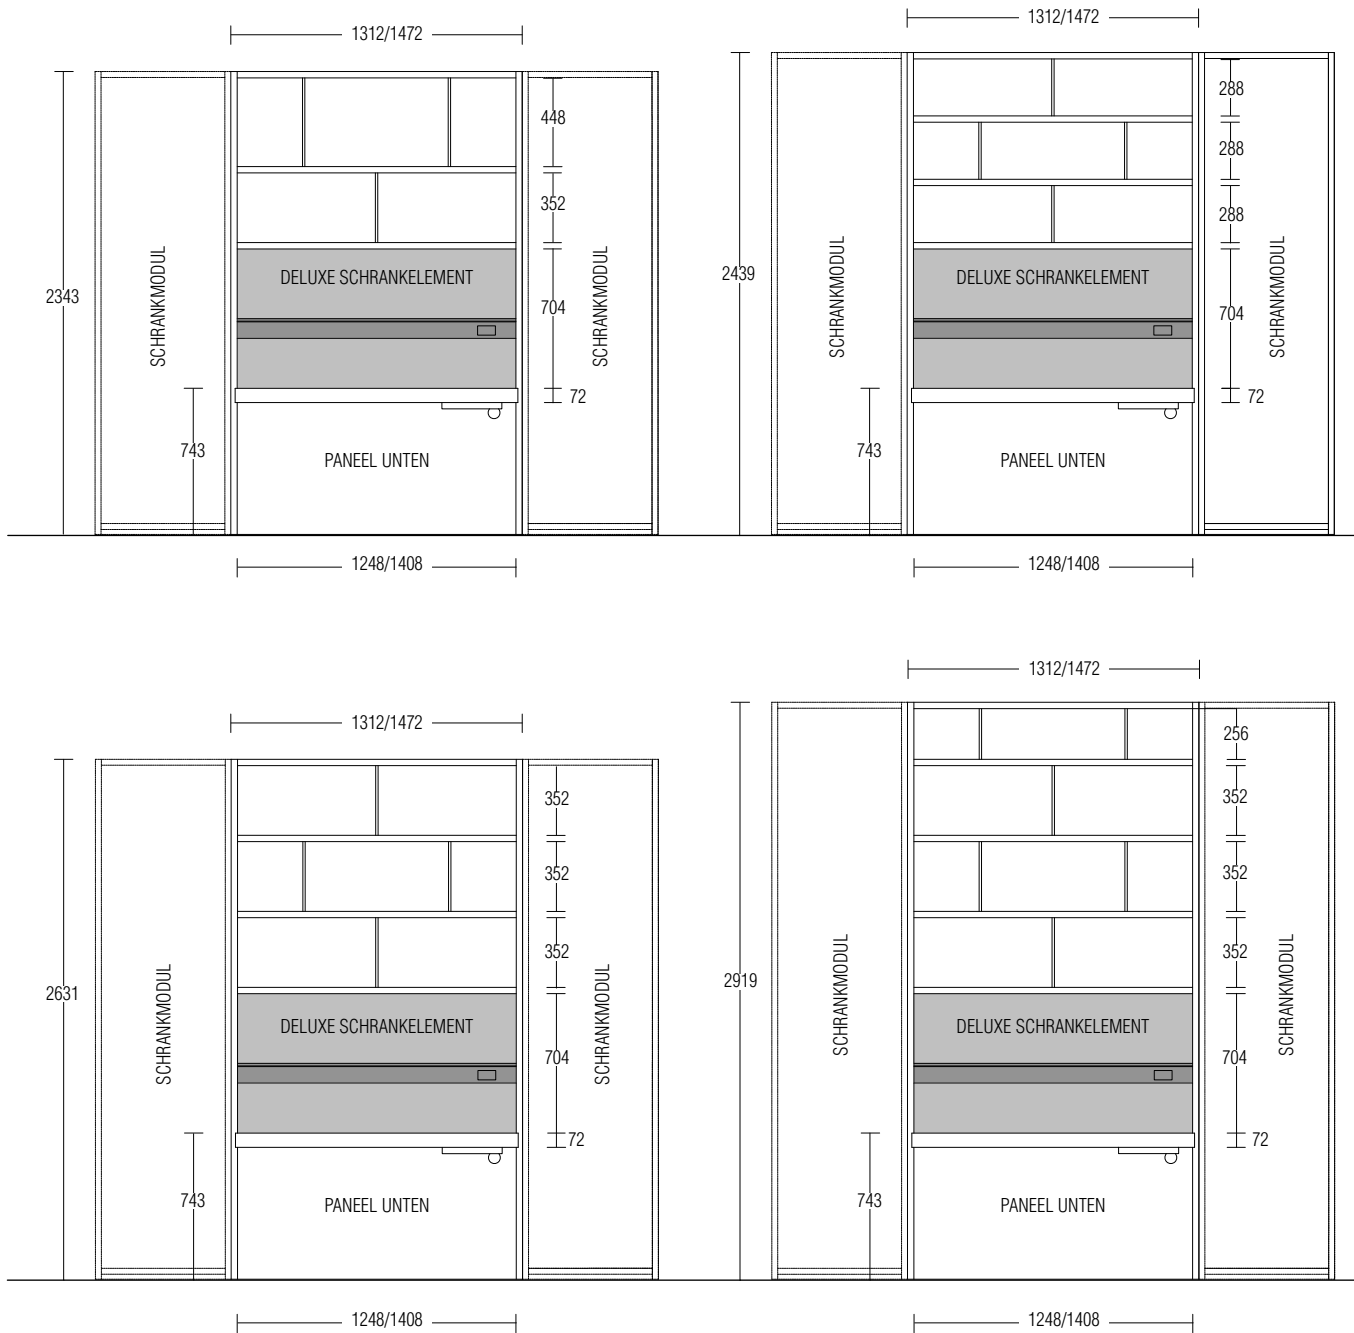 1312/1472
448
352
SCHRANKMODUL
SCHRANKMODUL
DELUXE SCHRANKELEMENT
2343
704
72
743
PANEEL UNTEN
1248/1408
1312/1472
288
288
288
SCHRANKMODUL
SCHRANKMODUL
DELUXE SCHRANKELEMENT
2439
704
72
743
PANEEL UNTEN
1248/1408
1312/1472
352
352
352
SCHRANKMODUL
SCHRANKMODUL
2631
DELUXE SCHRANKELEMENT
704
72
743
PANEEL UNTEN
1248/1408
1312/1472
256
352
352
352
SCHRANKMODUL
SCHRANKMODUL
2919
DELUXE SCHRANKELEMENT
704
72
743
PANEEL UNTEN
1248/1408